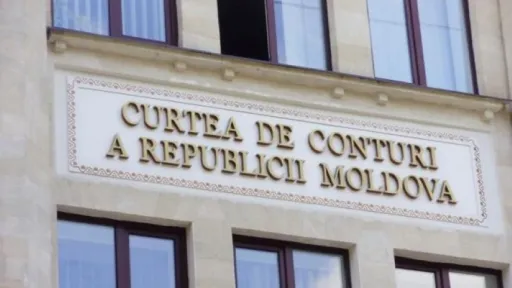 CURTEA DE CONTURI
A REPUBLICII MOLDOVA